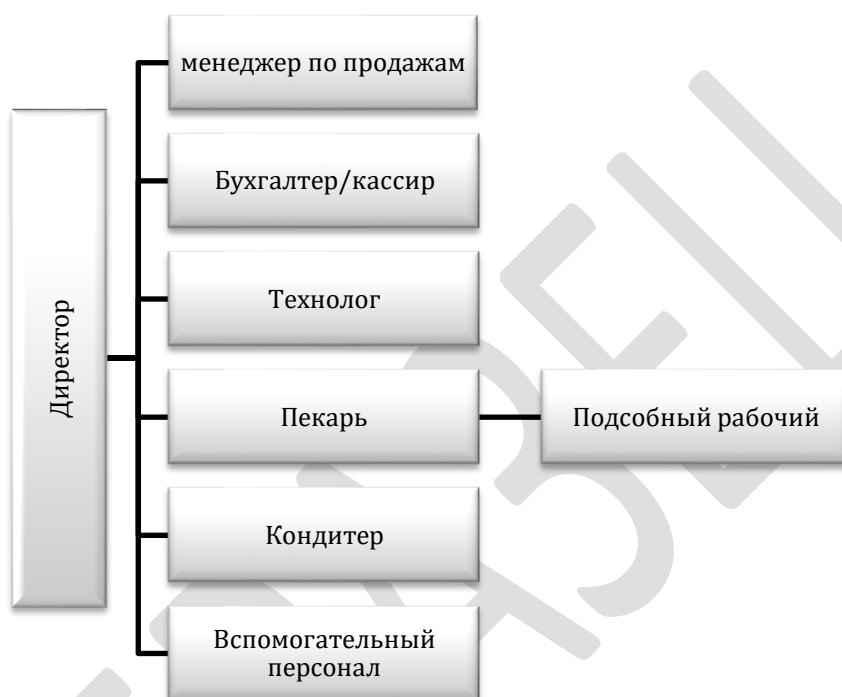 менеджер по продажам
Бухгалтер/кассир
Технолог
Директор
Пекарь
Подсобный рабочий
Кондитер
Вспомогательный
персонал